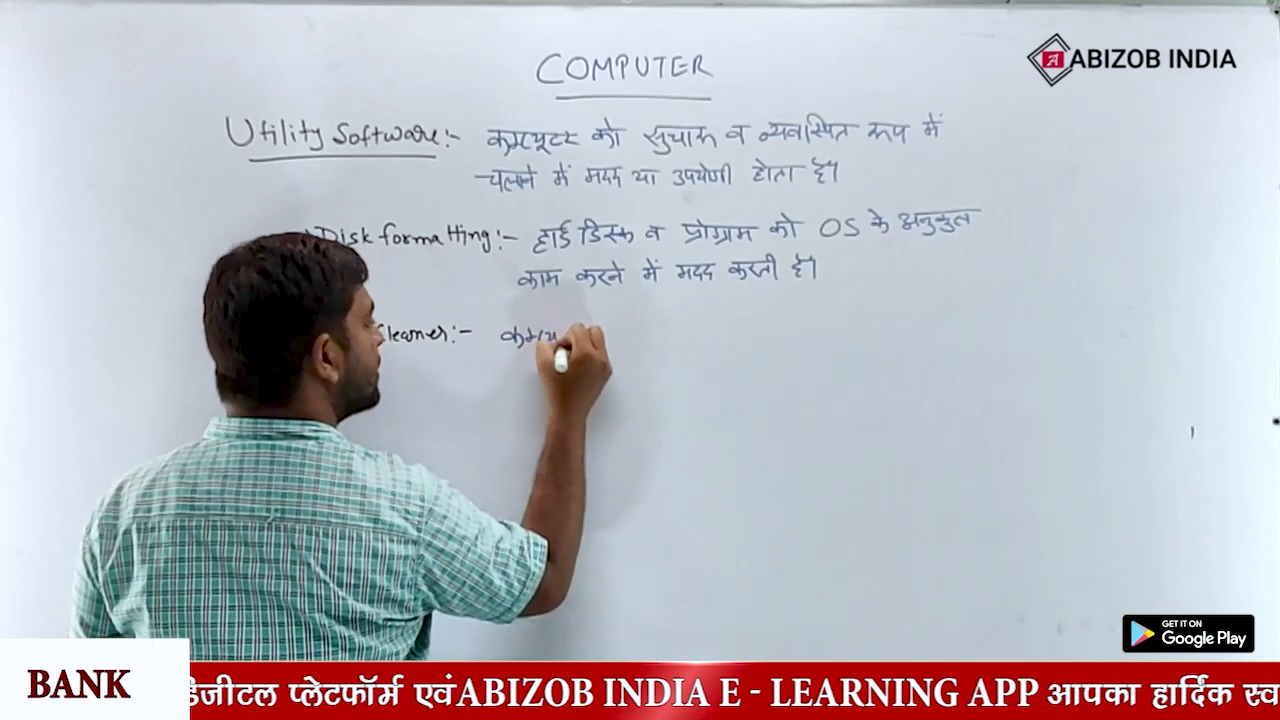 COMPUTER
ABIZOB INDIA
Utility Software:- कम्प्यूटर को सुचारू व व्यवस्थित रूप में
चलाने में मदद या उपयोगी होता है।
Disk formatting:- हार्ड डिस्क व प्रोग्राम को OS के अनुकुल
काम करने में मदद करती है।
Cleaner:- कम्प्यु
GET IT ON
Google Play
BANK
डिजीटल प्लेटफॉर्म एवं ABIZOB INDIA E - LEARNING APP आपका हार्दिक